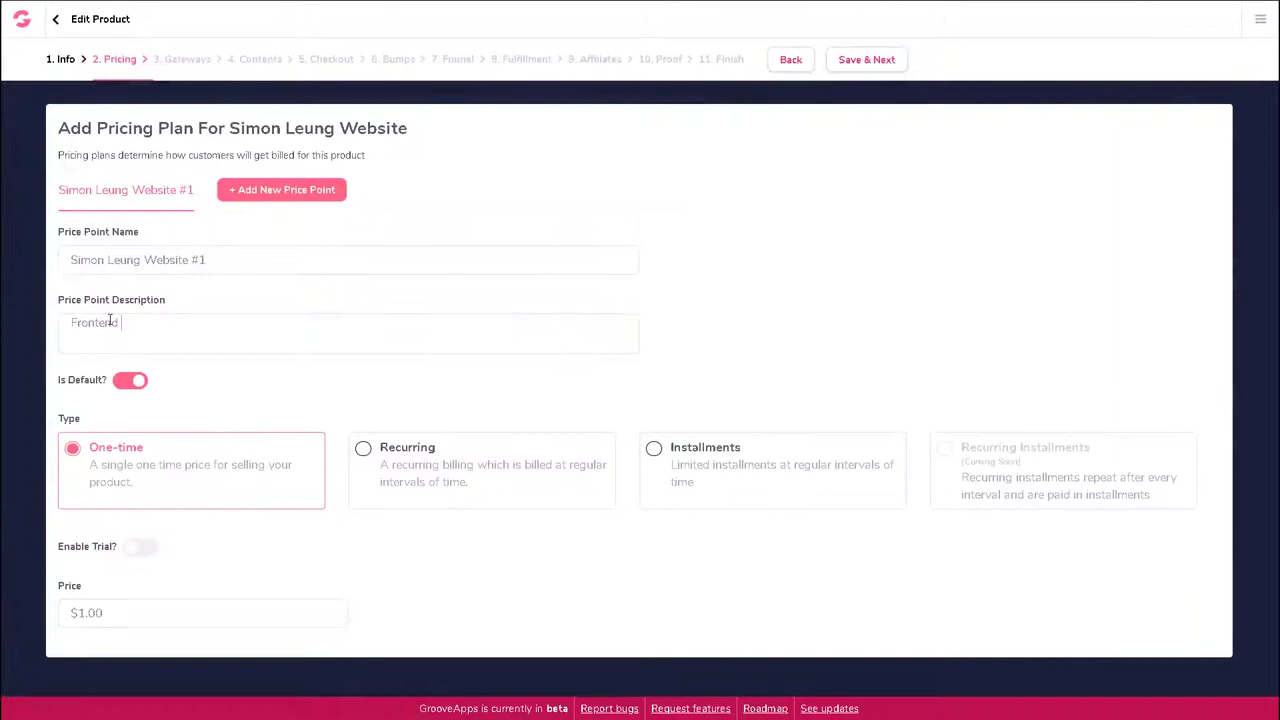 Edit Product
1. Info > 2. Pricing > 3. Gateways > 4. Contents > 5. Checkout > 6. Bumps > 7. Funnel > 8. Fulfillment > 9. Affiliates > 10. Proof > 11. Finish Back Save & Next
Add Pricing Plan For Simon Leung Website
Pricing plans determine how customers will get billed for this product
Simon Leung Website #1 + Add New Price Point
Price Point Name
Simon Leung Website #1
Price Point Description
Frontend
Is Default?
Type
One-time
A single one time price for selling your
product.
Recurring
A recurring billing which is billed at regular
intervals of time.
Installments
Limited installments at regular intervals of
time
Recurring Installments
(Coming Soon)
Recurring installments repeat after every
interval and are paid in installments
Enable Trial?
Price
$1.00
GrooveApps is currently in beta Report bugs Request features Roadmap See updates